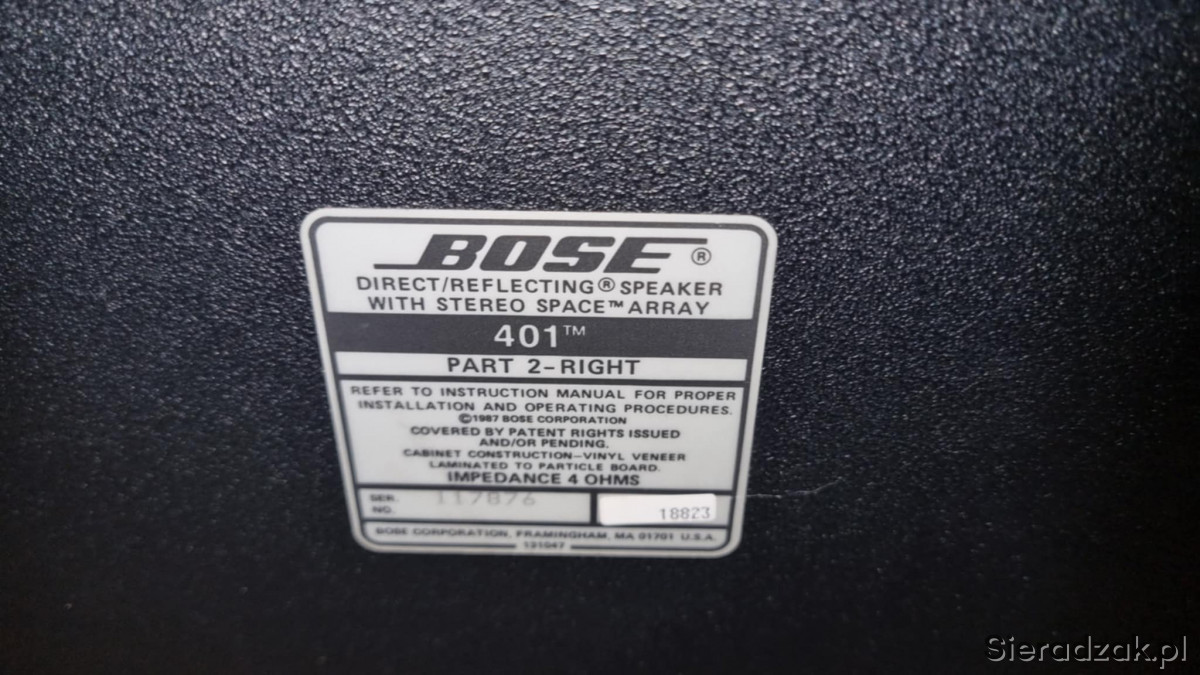 BOSE®
DIRECT/REFLECTING® SPEAKER
WITH STEREO SPACE™ ARRAY
401™
PART 2-RIGHT
REFER TO INSTRUCTION MANUAL FOR PROPER
INSTALLATION AND OPERATING PROCEDURES.
©1987 BOSE CORPORATION
COVERED BY PATENT RIGHTS ISSUED
AND/OR PENDING.
CABINET CONSTRUCTION-VINYL VENEER
LAMINATED TO PARTICLE BOARD.
IMPEDANCE 4 OHMS
SER. NO. 117876
18823
BOSE CORPORATION, FRAMINGHAM, MA 01701 U.S.A.
131047
Sieradzak.pl